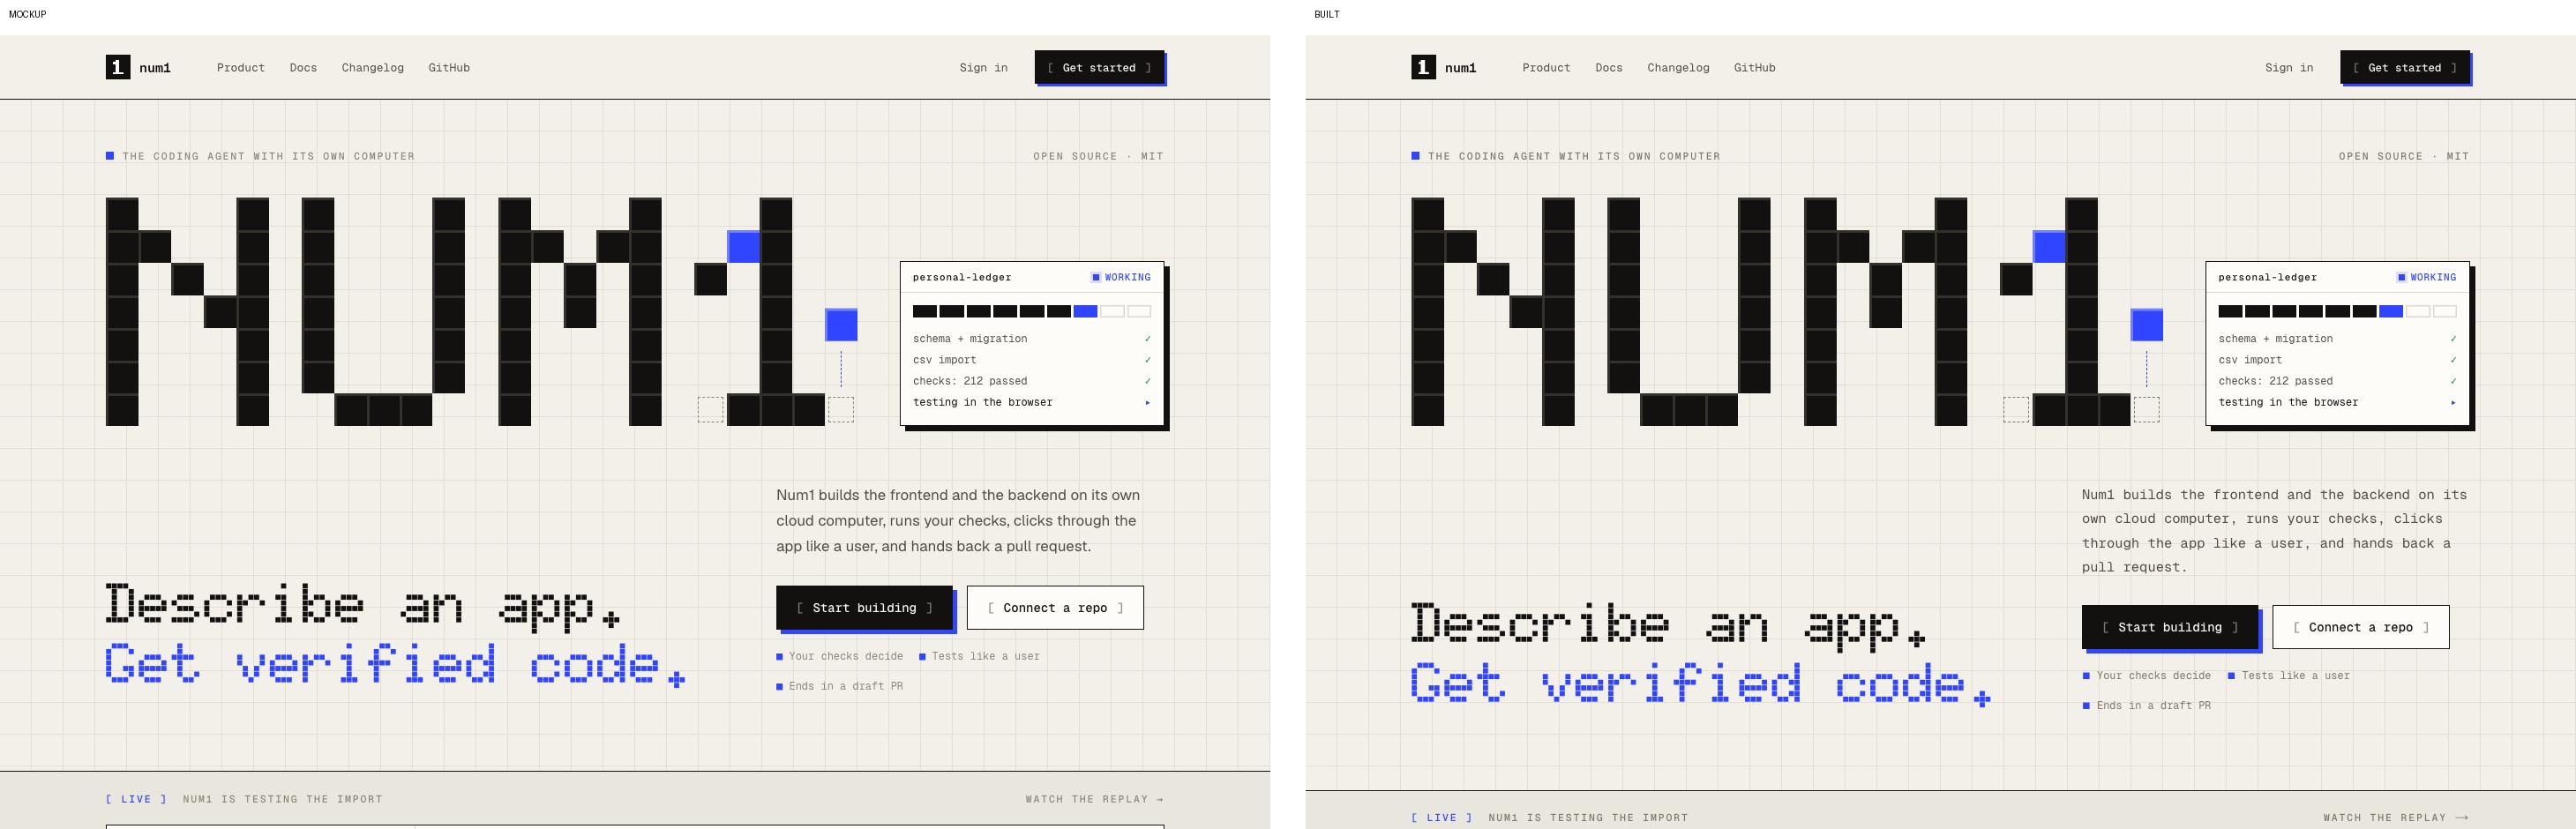 MOCKUP
1 num1 Product Docs Changelog GitHub Sign in [ Get started ]
THE CODING AGENT WITH ITS OWN COMPUTER OPEN SOURCE · MIT
NUM1
personal-ledger WORKING
schema + migration ✓
csv import ✓
checks: 212 passed ✓
testing in the browser ▸
Num1 builds the frontend and the backend on its own
cloud computer, runs your checks, clicks through the
app like a user, and hands back a pull request.
Describe an app.
Get verified code.
[ Start building ] [ Connect a repo ]
Your checks decide Tests like a user
Ends in a draft PR
[ LIVE ] NUM1 IS TESTING THE IMPORT WATCH THE REPLAY →
BUILT
1 num1 Product Docs Changelog GitHub Sign in [ Get started ]
THE CODING AGENT WITH ITS OWN COMPUTER OPEN SOURCE · MIT
NUM1
personal-ledger WORKING
schema + migration ✓
csv import ✓
checks: 212 passed ✓
testing in the browser ▸
Num1 builds the frontend and the backend on its
own cloud computer, runs your checks, clicks
through the app like a user, and hands back a
pull request.
Describe an app.
Get verified code.
[ Start building ] [ Connect a repo ]
Your checks decide Tests like a user
Ends in a draft PR
[ LIVE ] NUM1 IS TESTING THE IMPORT WATCH THE REPLAY →